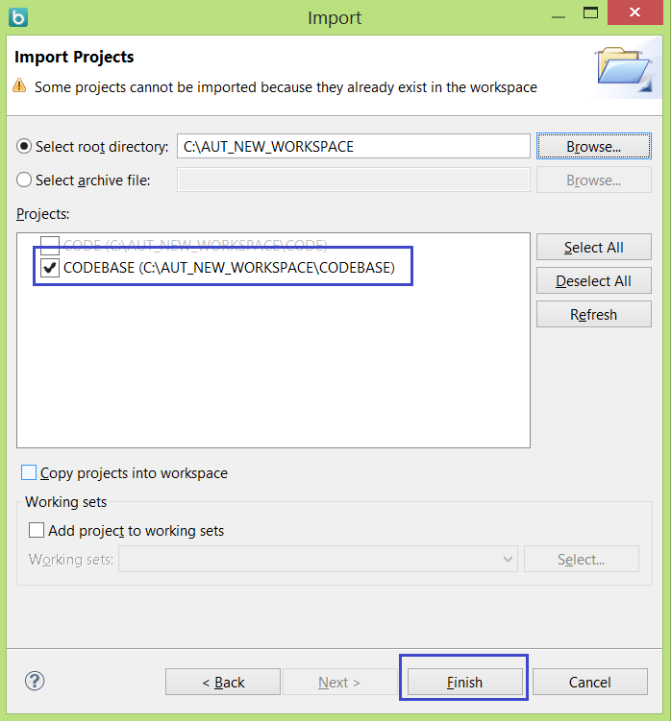 Import
Import Projects
Some projects cannot be imported because they already exist in the workspace
Select root directory: C:\AUT_NEW_WORKSPACE Browse...
Select archive file: Browse...
Projects:
CODE (C:\AUT_NEW_WORKSPACE\CODE)
CODEBASE (C:\AUT_NEW_WORKSPACE\CODEBASE)
Select All
Deselect All
Refresh
Copy projects into workspace
Working sets
Add project to working sets
Working sets: Select...
? < Back Next > Finish Cancel